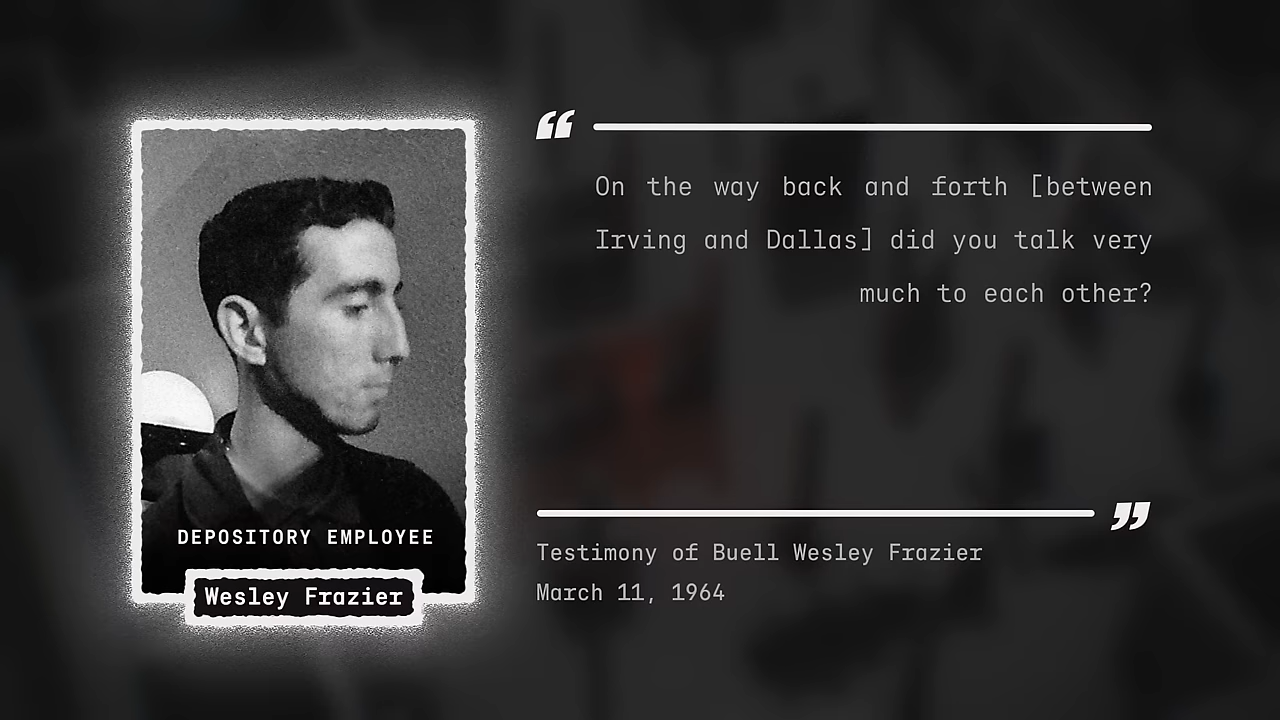 “
On the way back and forth [between
Irving and Dallas] did you talk very
much to each other?
”
DEPOSITORY EMPLOYEE
Wesley Frazier
Testimony of Buell Wesley Frazier
March 11, 1964